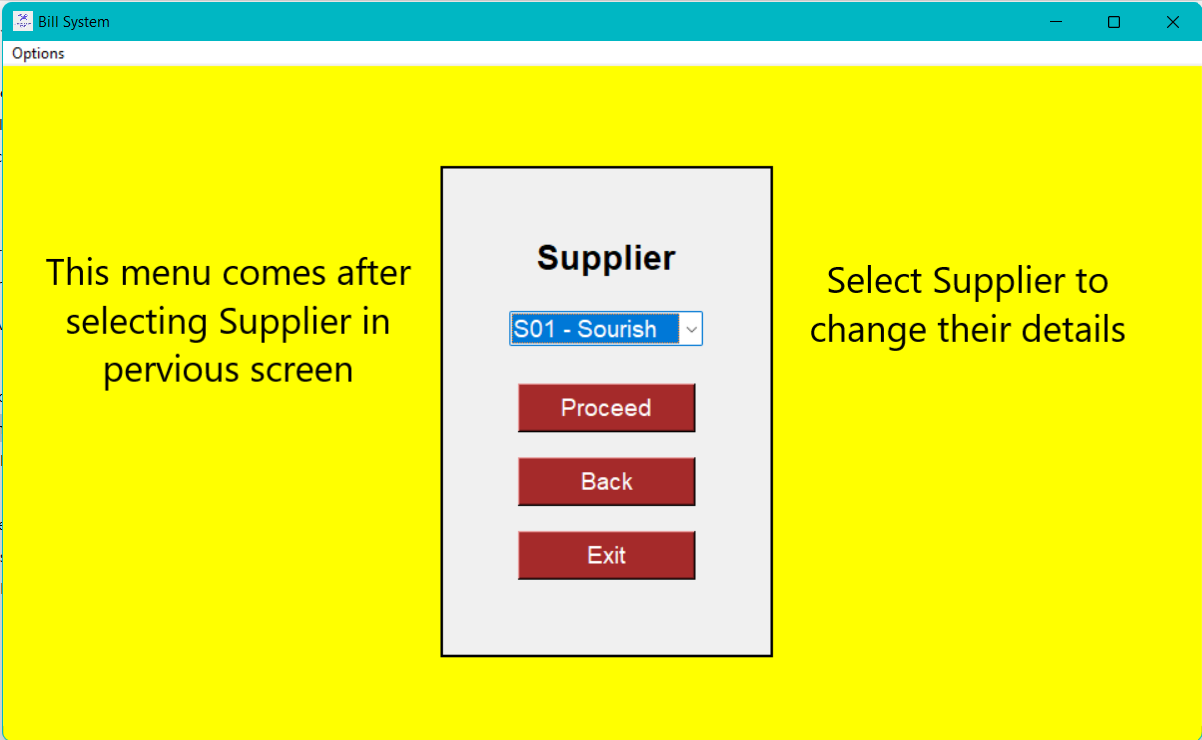 Bill System
Options
This menu comes after
selecting Supplier in
pervious screen
Supplier
S01 - Sourish
Proceed
Back
Exit
Select Supplier to
change their details